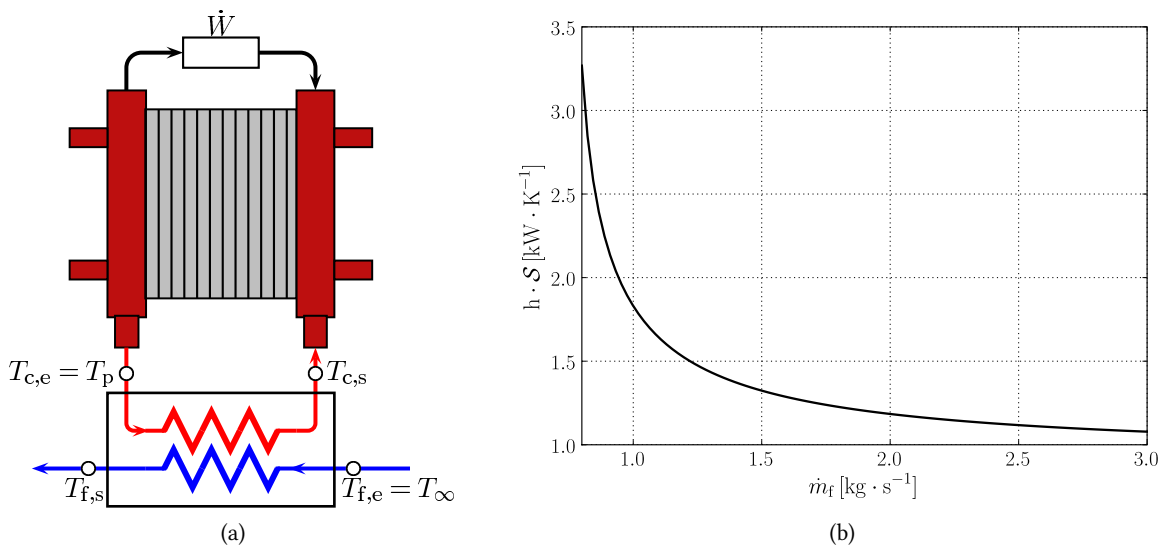 Ẇ
T_c,e = T_p
T_c,s
T_f,s
T_f,e = T_∞
(a)
3.5
3.0
2.5
2.0
1.5
1.0
h · 𝒮 [kW · K⁻¹]
1.0 1.5 2.0 2.5 3.0
ṁ_f [kg · s⁻¹]
(b)